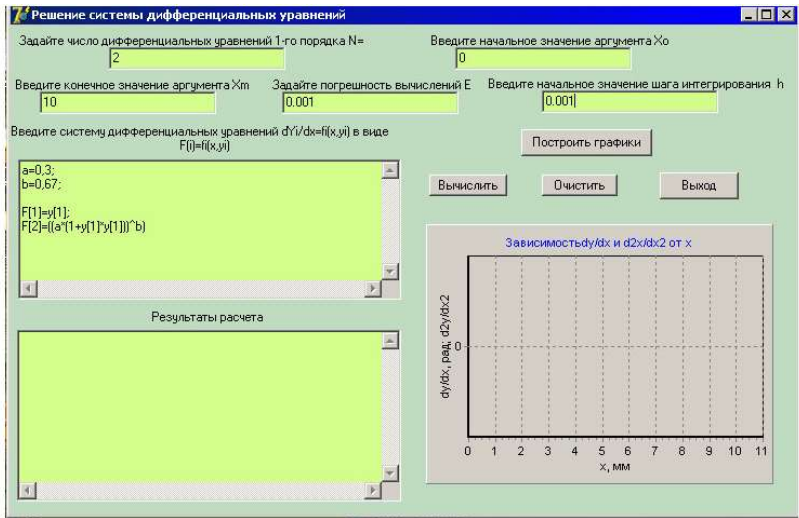 Решение системы дифференциальных уравнений
Задайте число дифференциальных уравнений 1-го порядка N=
2
Введите начальное значение аргумента Xo
0
Введите конечное значение аргумента Xm
10
Задайте погрешность вычислений E
0.001
Введите начальное значение шага интегрирования h
0.001
Введите систему дифференциальных уравнений dYi/dx=fi(x,yi) в виде
F(i)=fi(x,yi)
a=0,3;
b=0,67;
F[1]=y[1];
F[2]=((a*(1+y[1]*y[1]))^b)
Построить графики
Вычислить
Очистить
Выход
Результаты расчета
Зависимостьdy/dx и d2x/dx2 от x
dy/dx, рад; d2y/dx2
0
0 1 2 3 4 5 6 7 8 9 10 11
x, мм